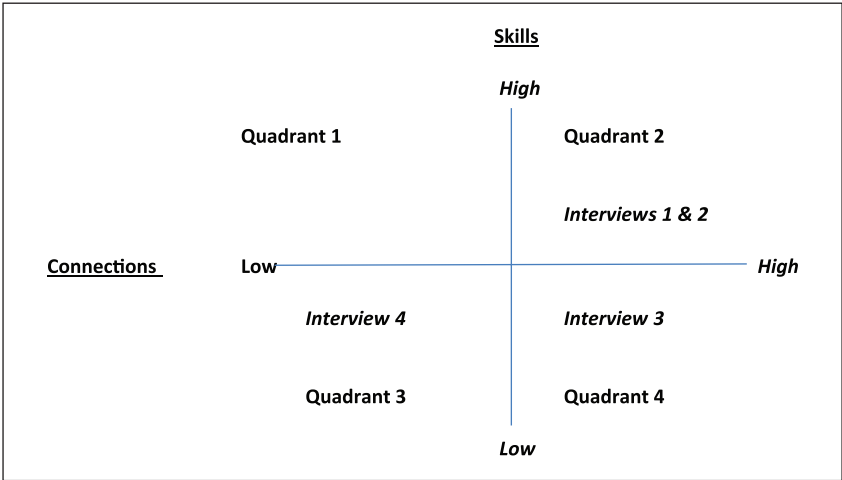 Skills
High
Quadrant 1 Quadrant 2
Interviews 1 & 2
Connections Low High
Interview 4 Interview 3
Quadrant 3 Quadrant 4
Low